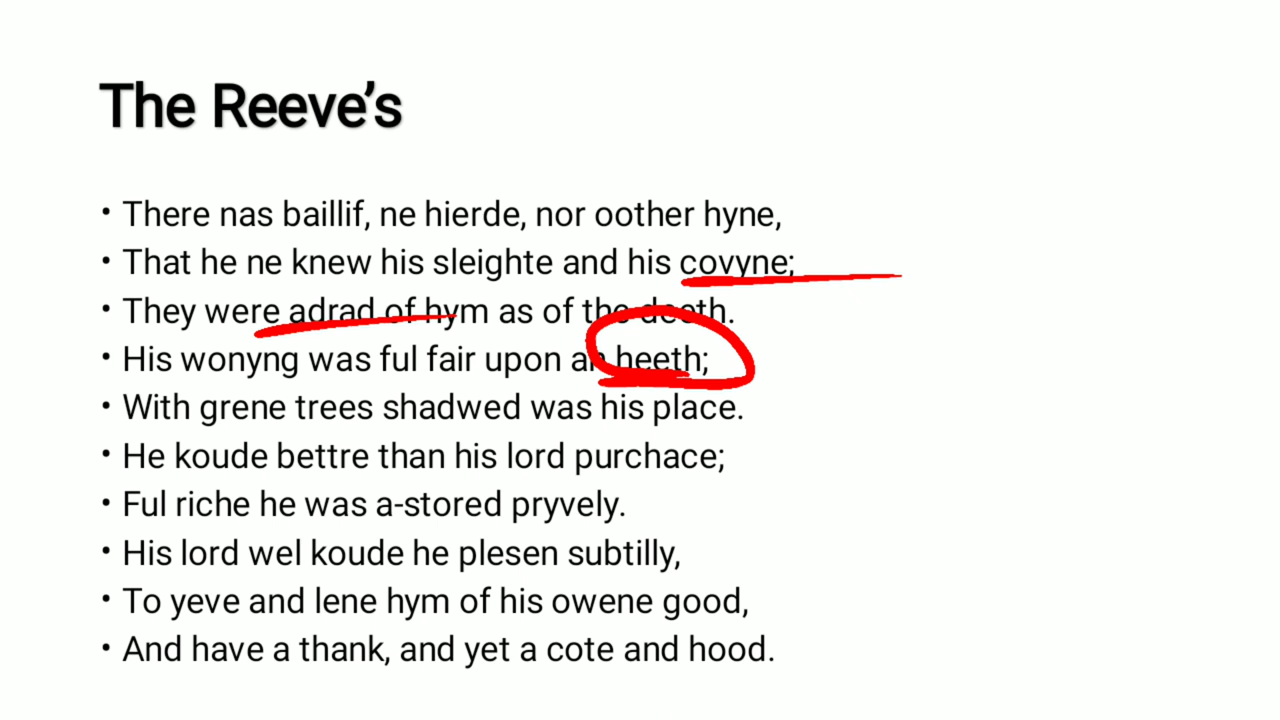 The Reeve's
• There nas baillif, ne hierde, nor oother hyne,
• That he ne knew his sleighte and his covyne;
• They were adrad of hym as of the deeth.
• His wonyng was ful fair upon an heeth;
• With grene trees shadwed was his place.
• He koude bettre than his lord purchace;
• Ful riche he was a-stored pryvely.
• His lord wel koude he plesen subtilly,
• To yeve and lene hym of his owene good,
• And have a thank, and yet a cote and hood.